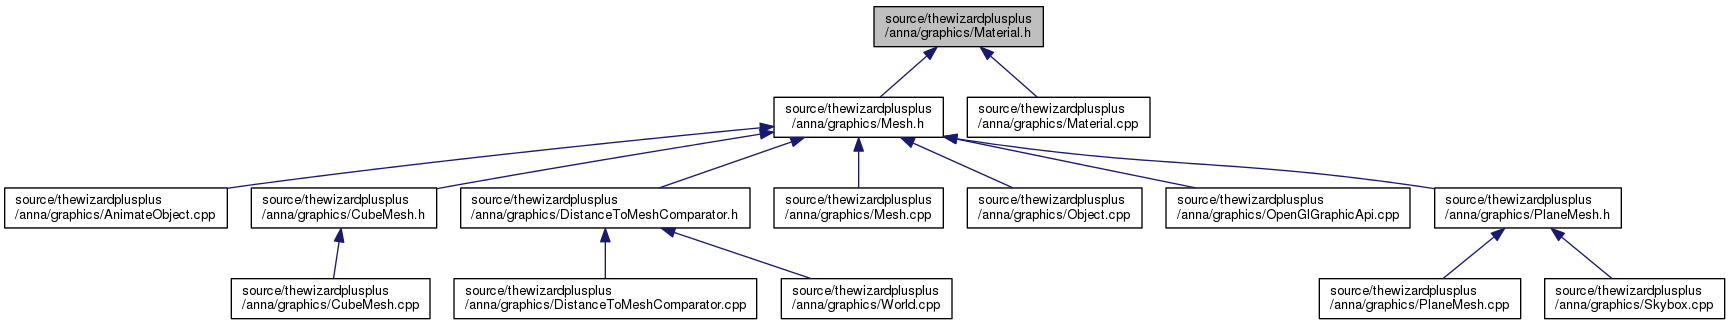 source/thewizardplusplus
/anna/graphics/Material.h
source/thewizardplusplus
/anna/graphics/Mesh.h
source/thewizardplusplus
/anna/graphics/Material.cpp
source/thewizardplusplus
/anna/graphics/AnimateObject.cpp
source/thewizardplusplus
/anna/graphics/CubeMesh.h
source/thewizardplusplus
/anna/graphics/DistanceToMeshComparator.h
source/thewizardplusplus
/anna/graphics/Mesh.cpp
source/thewizardplusplus
/anna/graphics/Object.cpp
source/thewizardplusplus
/anna/graphics/OpenGlGraphicApi.cpp
source/thewizardplusplus
/anna/graphics/PlaneMesh.h
source/thewizardplusplus
/anna/graphics/CubeMesh.cpp
source/thewizardplusplus
/anna/graphics/DistanceToMeshComparator.cpp
source/thewizardplusplus
/anna/graphics/World.cpp
source/thewizardplusplus
/anna/graphics/PlaneMesh.cpp
source/thewizardplusplus
/anna/graphics/Skybox.cpp